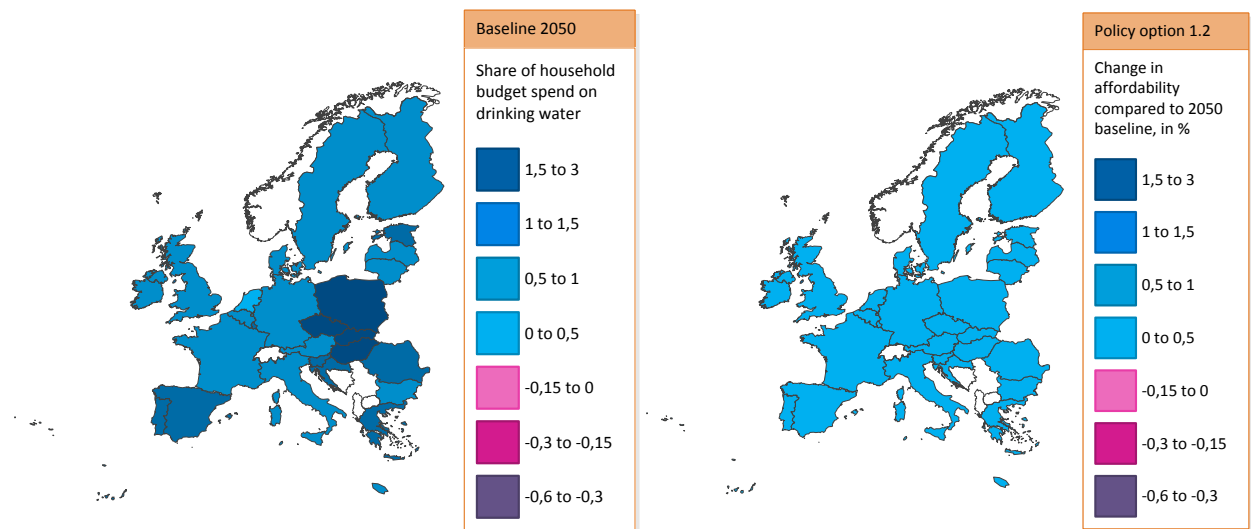 Baseline 2050
Share of household
budget spend on
drinking water
1,5 to 3
1 to 1,5
0,5 to 1
0 to 0,5
-0,15 to 0
-0,3 to -0,15
-0,6 to -0,3
Policy option 1.2
Change in
affordability
compared to 2050
baseline, in %
1,5 to 3
1 to 1,5
0,5 to 1
0 to 0,5
-0,15 to 0
-0,3 to -0,15
-0,6 to -0,3